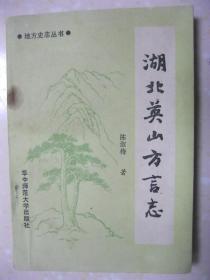 ●地方史志丛书●
湖北英山方言志
陈淑梅 著
华中师范大学出版社